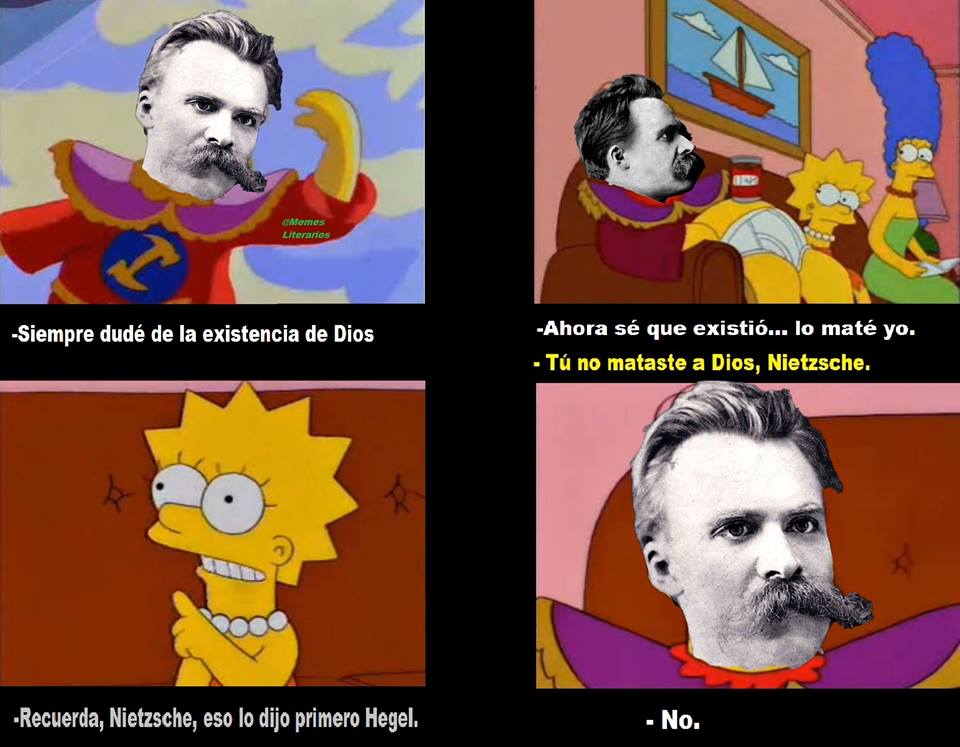 @Memes
Literarios
-Siempre dudé de la existencia de Dios
-Ahora sé que existió... lo maté yo.
- Tú no mataste a Dios, Nietzsche.
-Recuerda, Nietzsche, eso lo dijo primero Hegel.
- No.